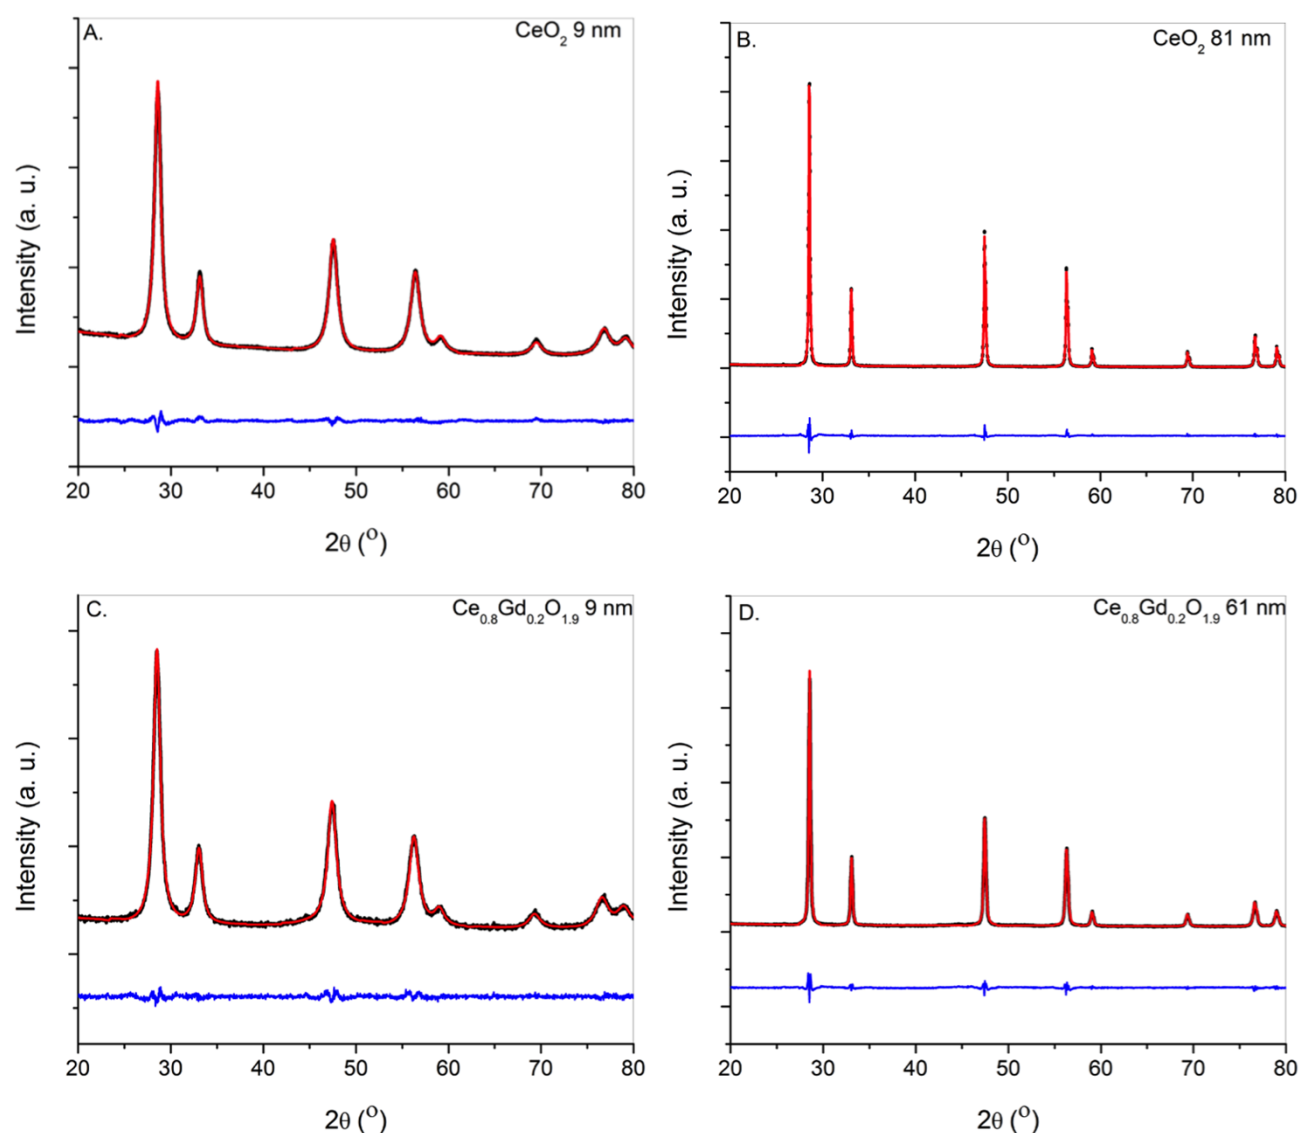 A.
CeO2 9 nm
Intensity (a. u.)
20 30 40 50 60 70 80
2θ (o)
B.
CeO2 81 nm
Intensity (a. u.)
20 30 40 50 60 70 80
2θ (o)
C.
Ce0.8Gd0.2O1.9 9 nm
Intensity (a. u.)
20 30 40 50 60 70 80
2θ (o)
D.
Ce0.8Gd0.2O1.9 61 nm
Intensity (a. u.)
20 30 40 50 60 70 80
2θ (o)